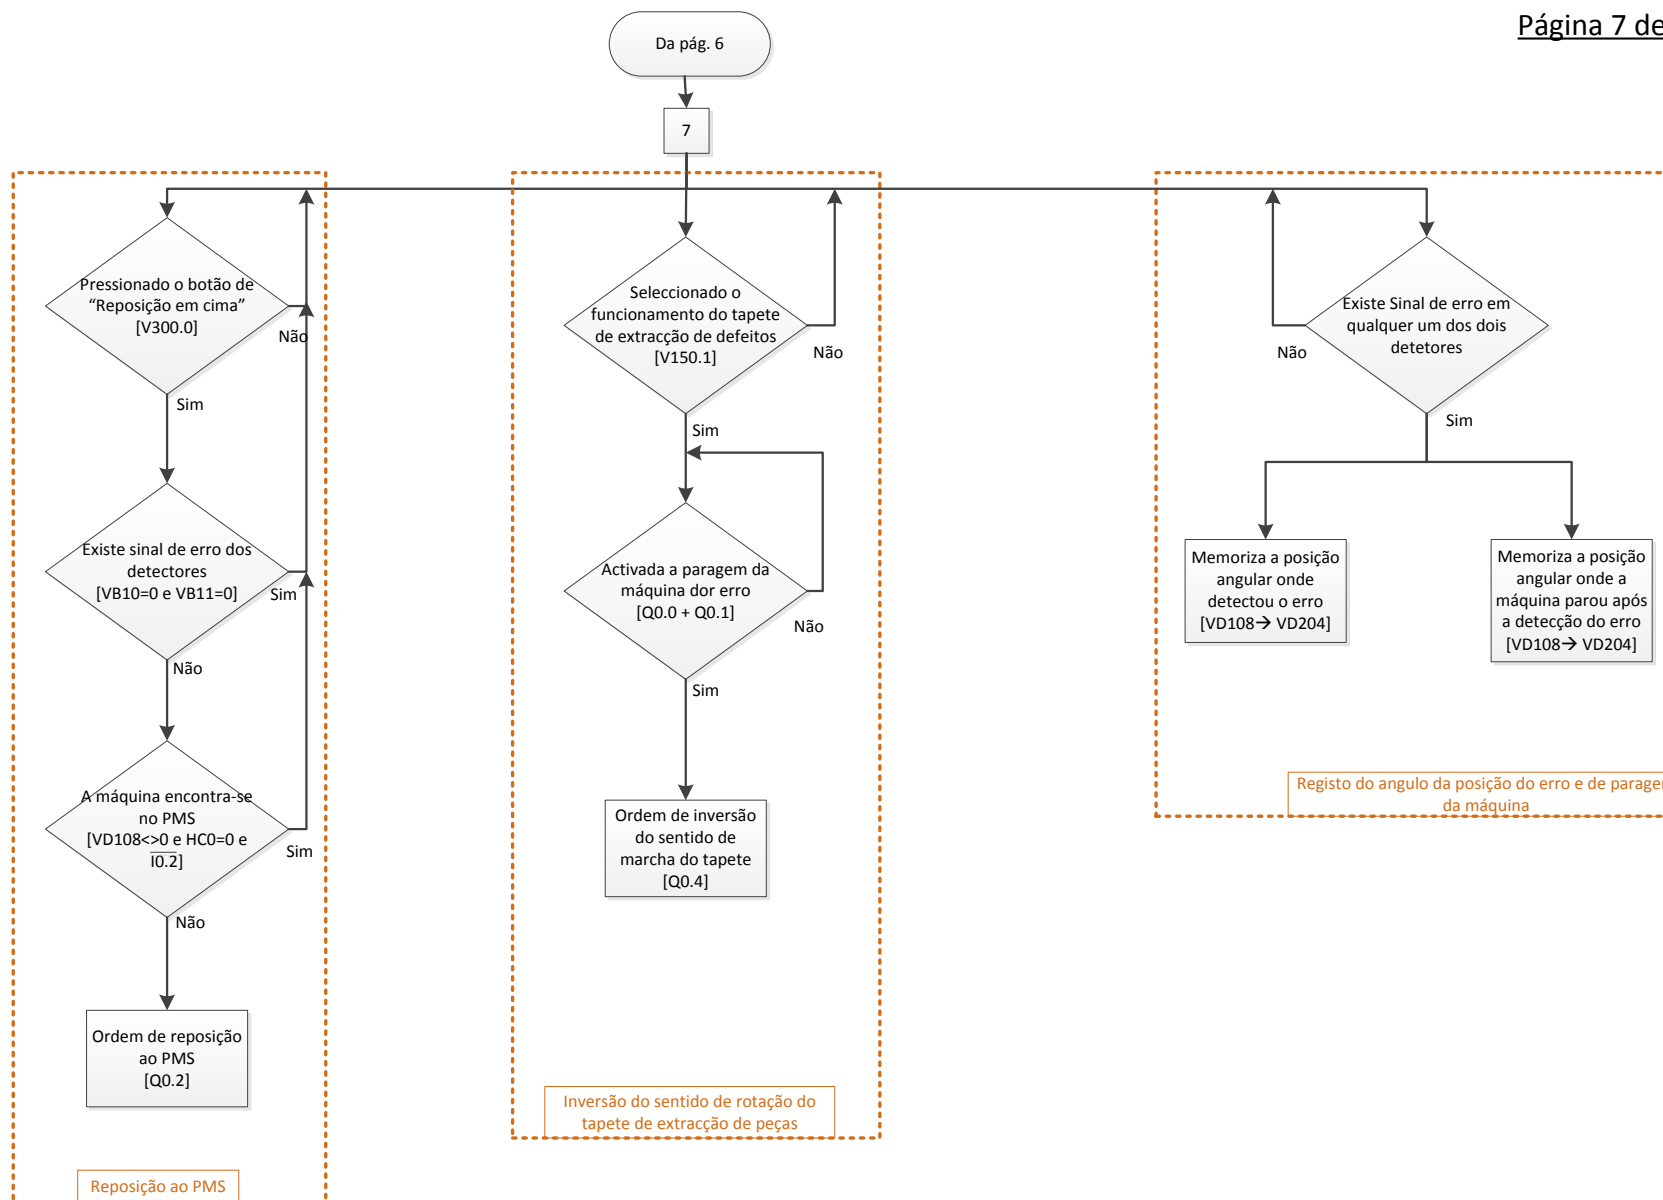 Página 7 de
Da pág. 6
7
Pressionado o botão de
“Reposição em cima”
[V300.0]
Não
Sim
Existe sinal de erro dos
detectores
[VB10=0 e VB11=0]
Sim
Não
A máquina encontra-se
no PMS
[VD108<>0 e HC0=0 e
I0.2]
Sim
Não
Ordem de reposição
ao PMS
[Q0.2]
Reposição ao PMS
Seleccionado o
funcionamento do tapete
de extracção de defeitos
[V150.1]
Não
Sim
Activada a paragem da
máquina dor erro
[Q0.0 + Q0.1]
Não
Sim
Ordem de inversão
do sentido de
marcha do tapete
[Q0.4]
Inversão do sentido de rotação do
tapete de extracção de peças
Existe Sinal de erro em
qualquer um dos dois
detetores
Não
Sim
Memoriza a posição
angular onde
detectou o erro
[VD108→ VD204]
Memoriza a posição
angular onde a
máquina parou após
a detecção do erro
[VD108→ VD204]
Registo do angulo da posição do erro e de parage
da máquina